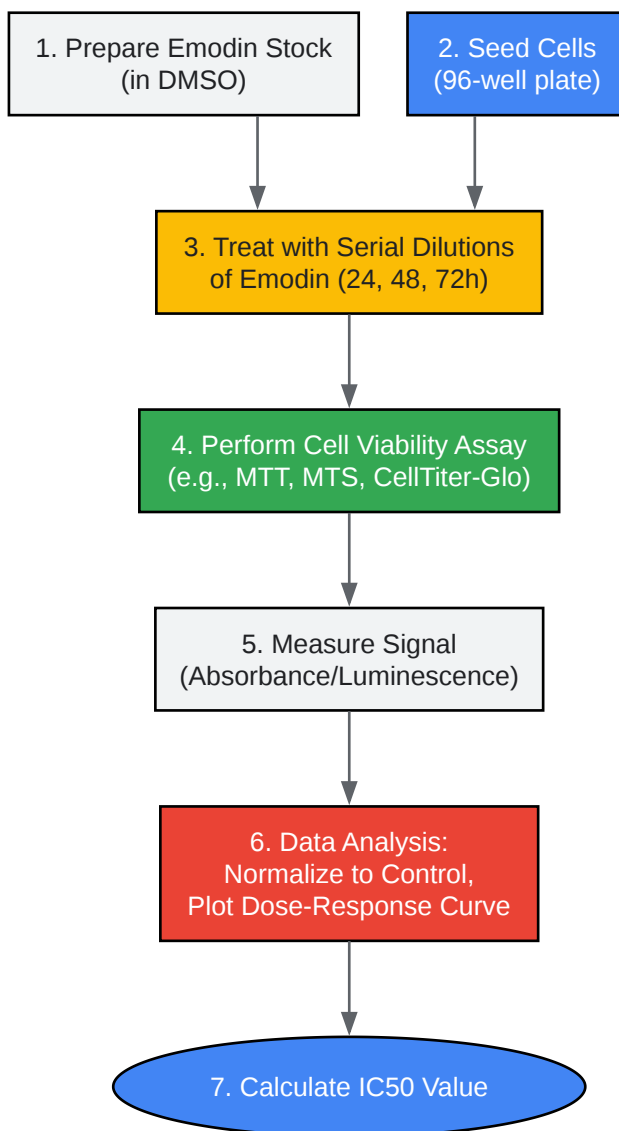 1. Prepare Emodin Stock
(in DMSO)
2. Seed Cells
(96-well plate)
3. Treat with Serial Dilutions
of Emodin (24, 48, 72h)
4. Perform Cell Viability Assay
(e.g., MTT, MTS, CellTiter-Glo)
5. Measure Signal
(Absorbance/Luminescence)
6. Data Analysis:
Normalize to Control,
Plot Dose-Response Curve
7. Calculate IC50 Value